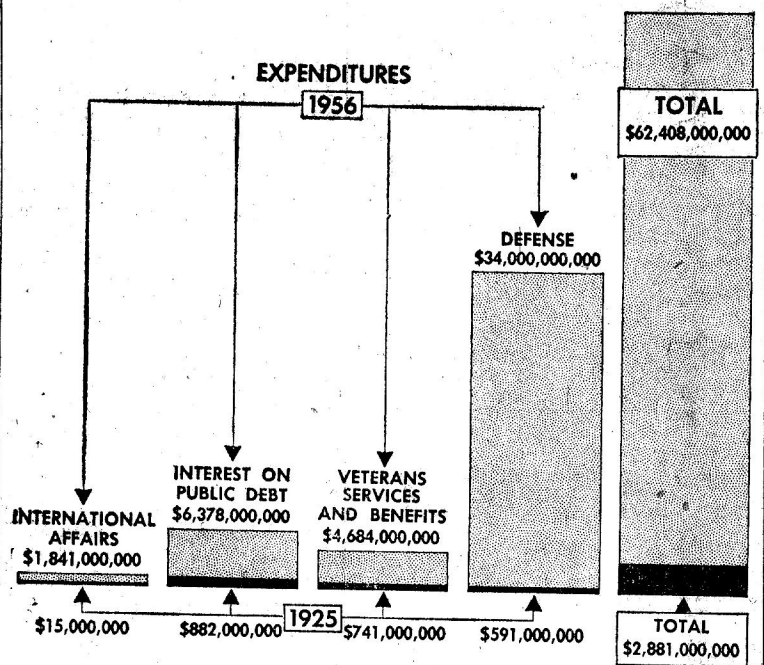 EXPENDITURES
1956
TOTAL
$62,408,000,000
DEFENSE
$34,000,000,000
INTEREST ON
PUBLIC DEBT
$6,378,000,000
VETERANS
SERVICES
AND BENEFITS
$4,684,000,000
INTERNATIONAL
AFFAIRS
$1,841,000,000
1925
$15,000,000
$882,000,000
$741,000,000
$591,000,000
TOTAL
$2,881,000,000